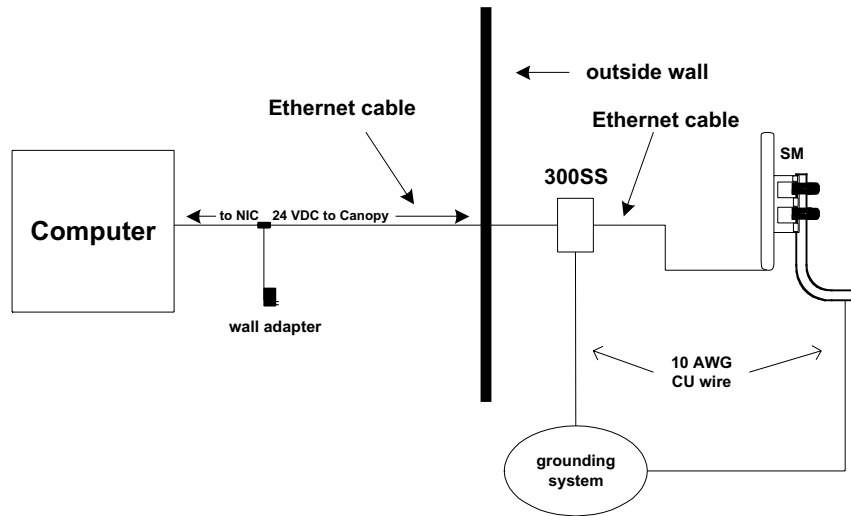 outside wall
Ethernet cable
Ethernet cable
SM
300SS
to NIC
24 VDC to Canopy
Computer
wall adapter
10 AWG
CU wire
grounding
system